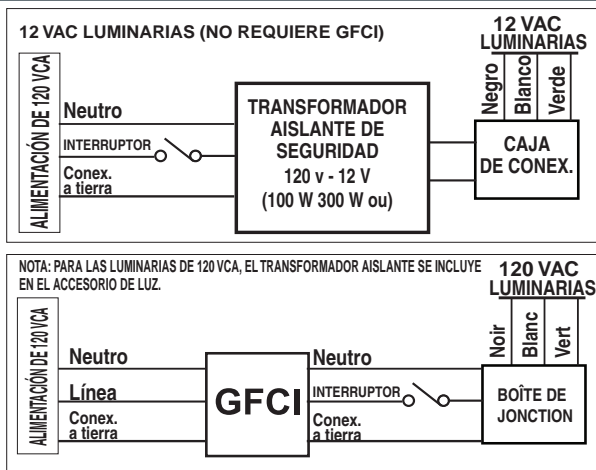 12 VAC LUMINARIAS (NO REQUIERE GFCI)
12 VAC
LUMINARIAS
ALIMENTACIÓN DE 120 VCA
Neutro
INTERRUPTOR
Conex.
a tierra
TRANSFORMADOR
AISLANTE DE
SEGURIDAD
120 v - 12 V
(100 W 300 W ou)
Negro
Blanco
Verde
CAJA
DE CONEX.
NOTA: PARA LAS LUMINARIAS DE 120 VCA, EL TRANSFORMADOR AISLANTE SE INCLUYE
EN EL ACCESORIO DE LUZ.
120 VAC
LUMINARIAS
ALIMENTACIÓN DE 120 VCA
Neutro
Línea
Conex.
a tierra
GFCI
Neutro
INTERRUPTOR
Conex.
a tierra
Noir
Blanc
Vert
BOÎTE DE
JONCTION